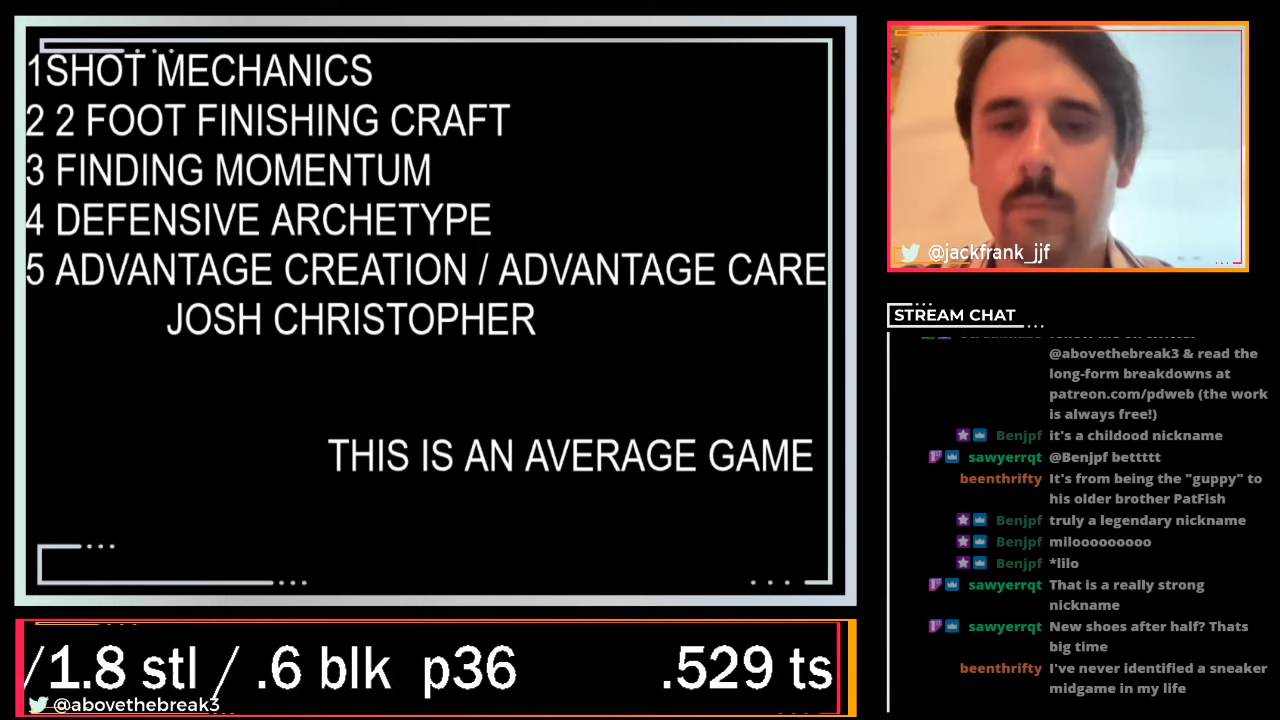 1SHOT MECHANICS
2 2 FOOT FINISHING CRAFT
3 FINDING MOMENTUM
4 DEFENSIVE ARCHETYPE
5 ADVANTAGE CREATION / ADVANTAGE CARE
JOSH CHRISTOPHER
THIS IS AN AVERAGE GAME
/1.8 stl / .6 blk p36 .529 ts
@abovethebreak3
@jackfrank_jjf
STREAM CHAT
@abovethebreak3 & read the
long-form breakdowns at
patreon.com/pdweb (the work
is always free!)
Benjpf it's a childood nickname
sawyerrqt @Benjpf bettttt
beenthrifty It's from being the "guppy" to
his older brother PatFish
Benjpf truly a legendary nickname
Benjpf milooooooooo
Benjpf *lilo
sawyerrqt That is a really strong
nickname
sawyerrqt New shoes after half? Thats
big time
beenthrifty I've never identified a sneaker
midgame in my life